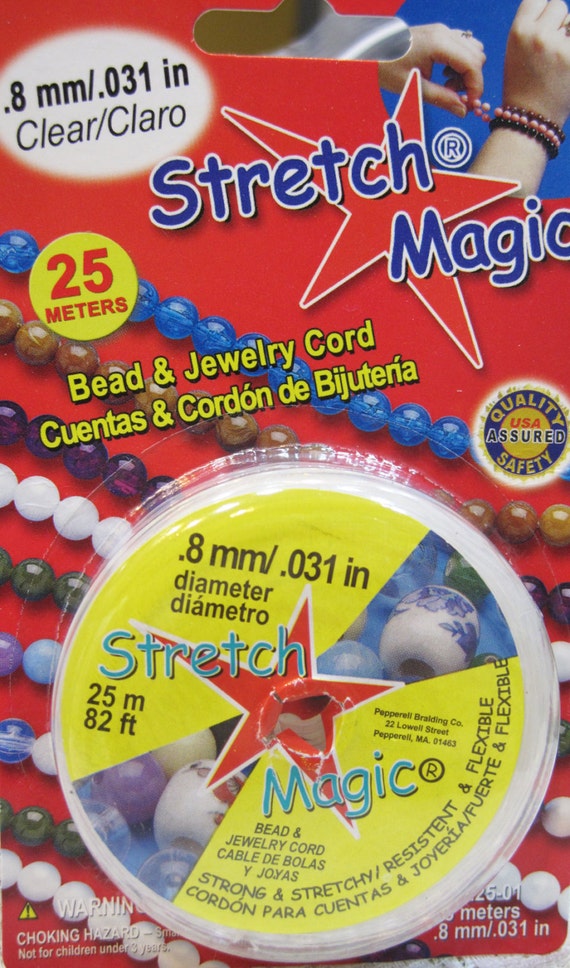 .8 mm/.031 in
Clear/Claro
Stretch®
Magic
25
METERS
Bead & Jewelry Cord
Cuentas & Cordón de Bijutería
QUALITY
USA
ASSURED
SAFETY
.8 mm/ .031 in
diameter
diámetro
Stretch
Magic®
25 m
82 ft
Pepperell Braiding Co.
22 Lowell Street
Pepperell, MA. 01463
BEAD &
JEWELRY CORD
CABLE DE BOLAS
Y JOYAS
STRONG & STRETCHY/ RESISTENT & FLEXIBLE
CORDÓN PARA CUENTAS & JOYERÍA/FUERTE & FLEXIBLE
WARNIN
CHOKING HAZARD –
Not for children under 3 years.
25-01
meters
.8 mm/.031 in